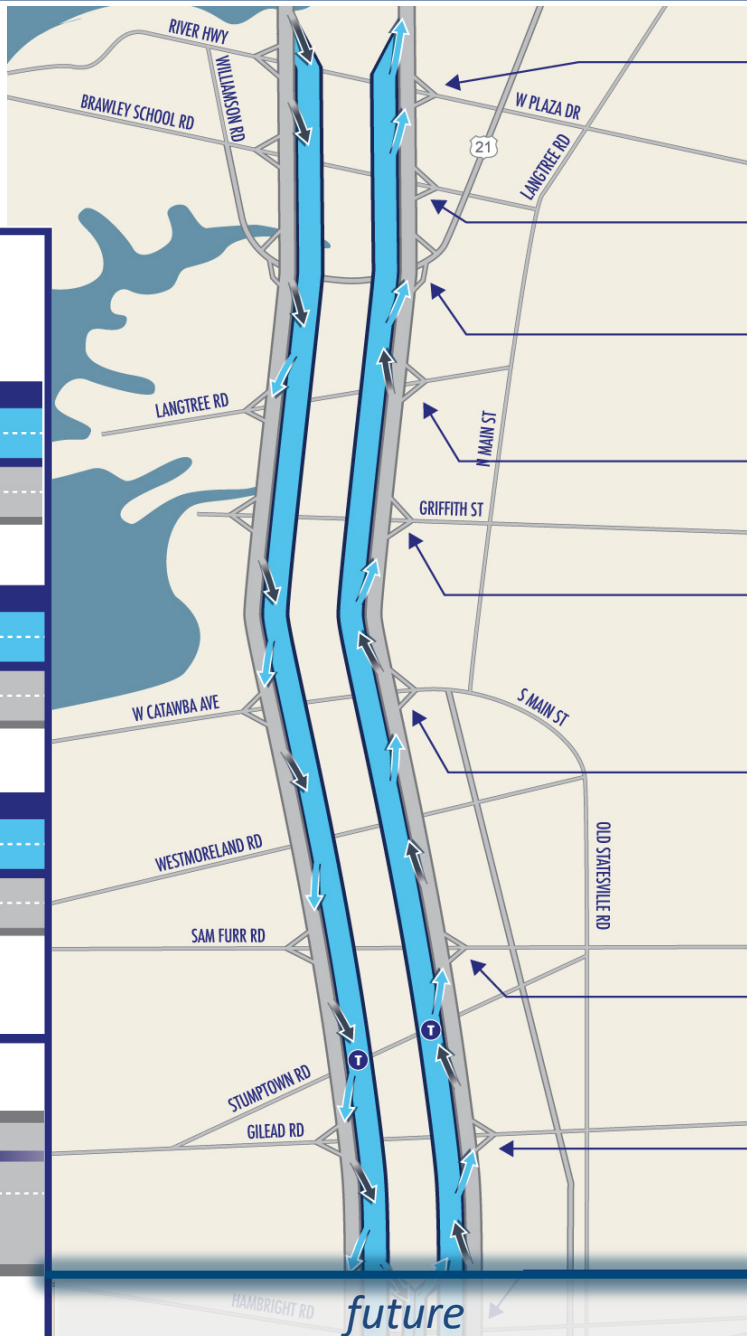 RIVER HWY
WILLIAMSON RD
BRAWLEY SCHOOL RD
W PLAZA DR
21
LANGTREE RD
LANGTREE RD
N MAIN ST
GRIFFITH ST
W CATAWBA AVE
S MAIN ST
WESTMORELAND RD
OLD STATESVILLE RD
SAM FURR RD
T
T
STUMPTOWN RD
GILEAD RD
HAMBRIGHT RD
future